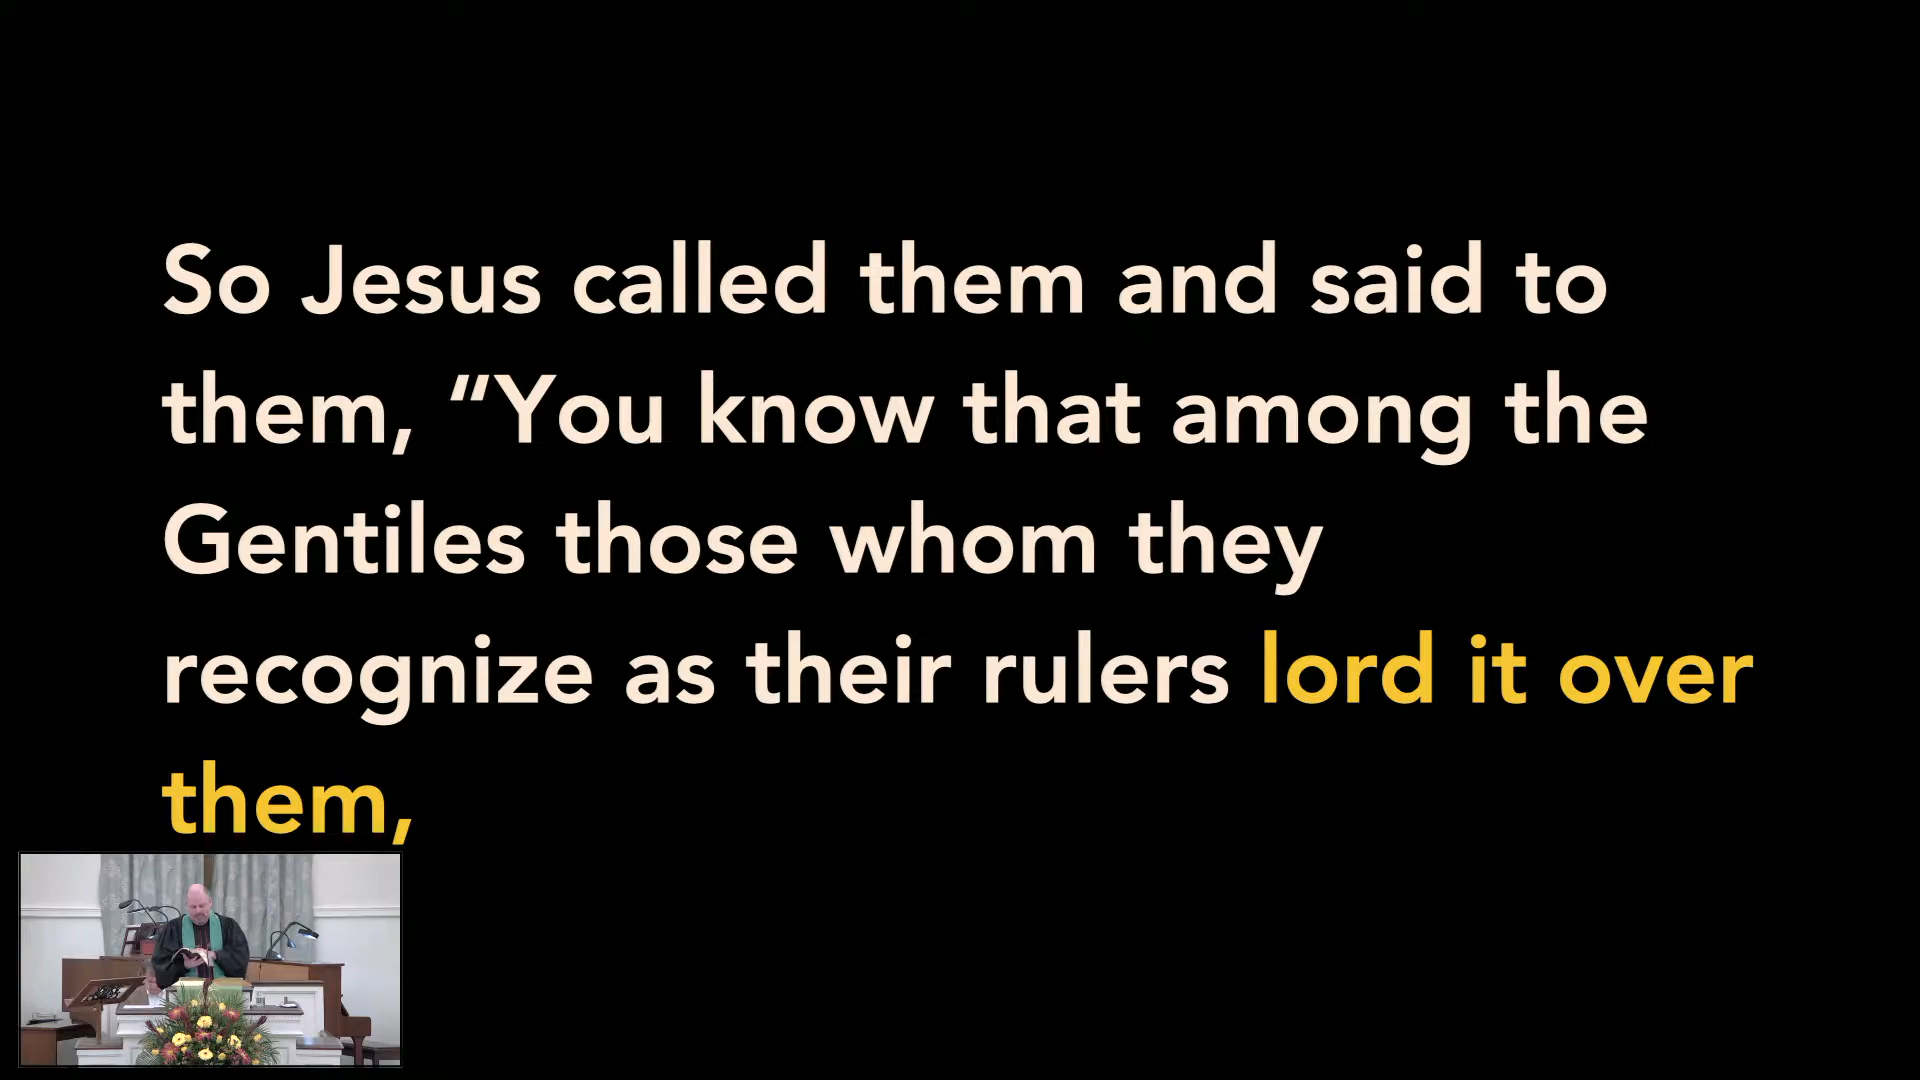 So Jesus called them and said to
them, “You know that among the
Gentiles those whom they
recognize as their rulers lord it over
them,